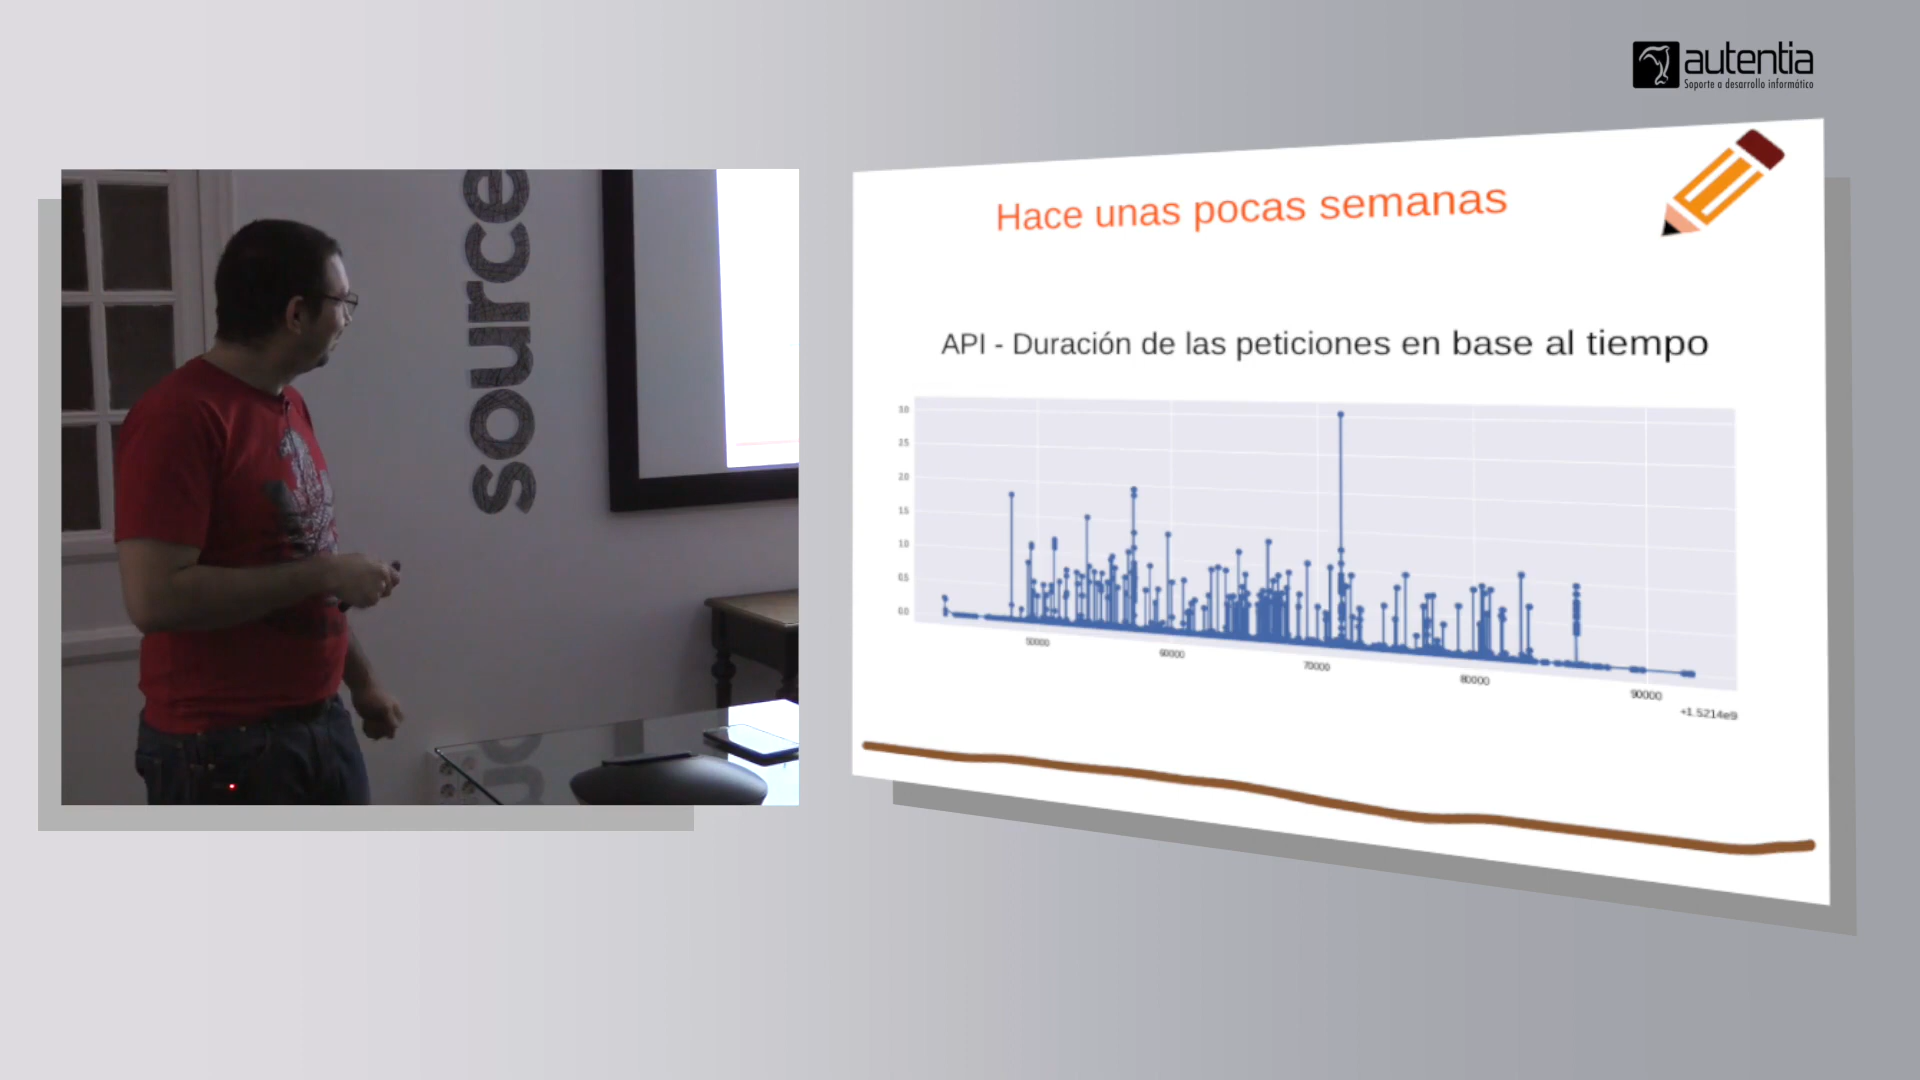 autentia
Soporte a desarrollo informático
source
Hace unas pocas semanas
API - Duración de las peticiones en base al tiempo
3.0
2.5
2.0
1.5
1.0
0.5
0.0
50000
60000
70000
80000
90000
+1.5214e9